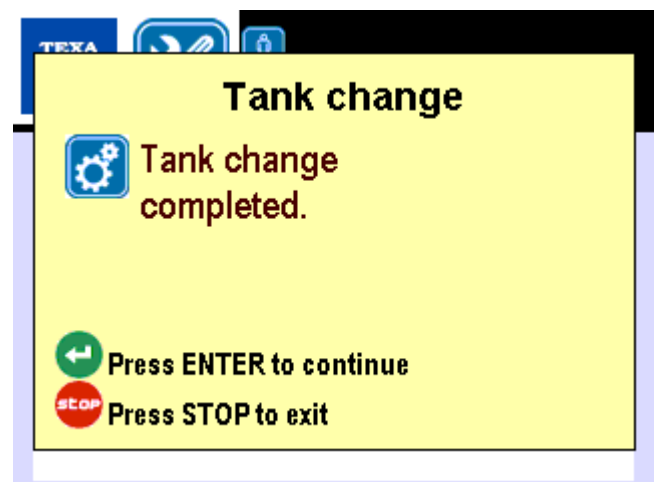 TEXA
Tank change
Tank change
completed.
Press ENTER to continue
stop
Press STOP to exit